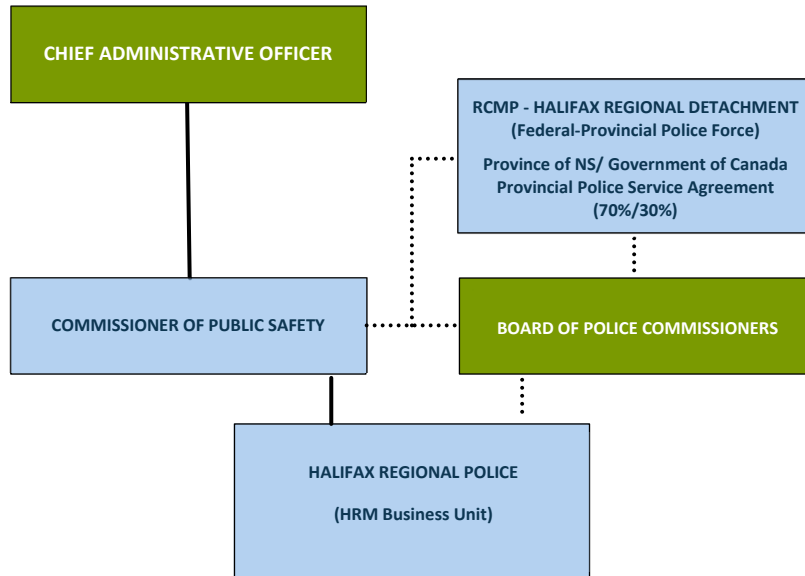 CHIEF ADMINISTRATIVE OFFICER
RCMP - HALIFAX REGIONAL DETACHMENT
(Federal-Provincial Police Force)
Province of NS/ Government of Canada
Provincial Police Service Agreement
(70%/30%)
COMMISSIONER OF PUBLIC SAFETY
BOARD OF POLICE COMMISSIONERS
HALIFAX REGIONAL POLICE
(HRM Business Unit)